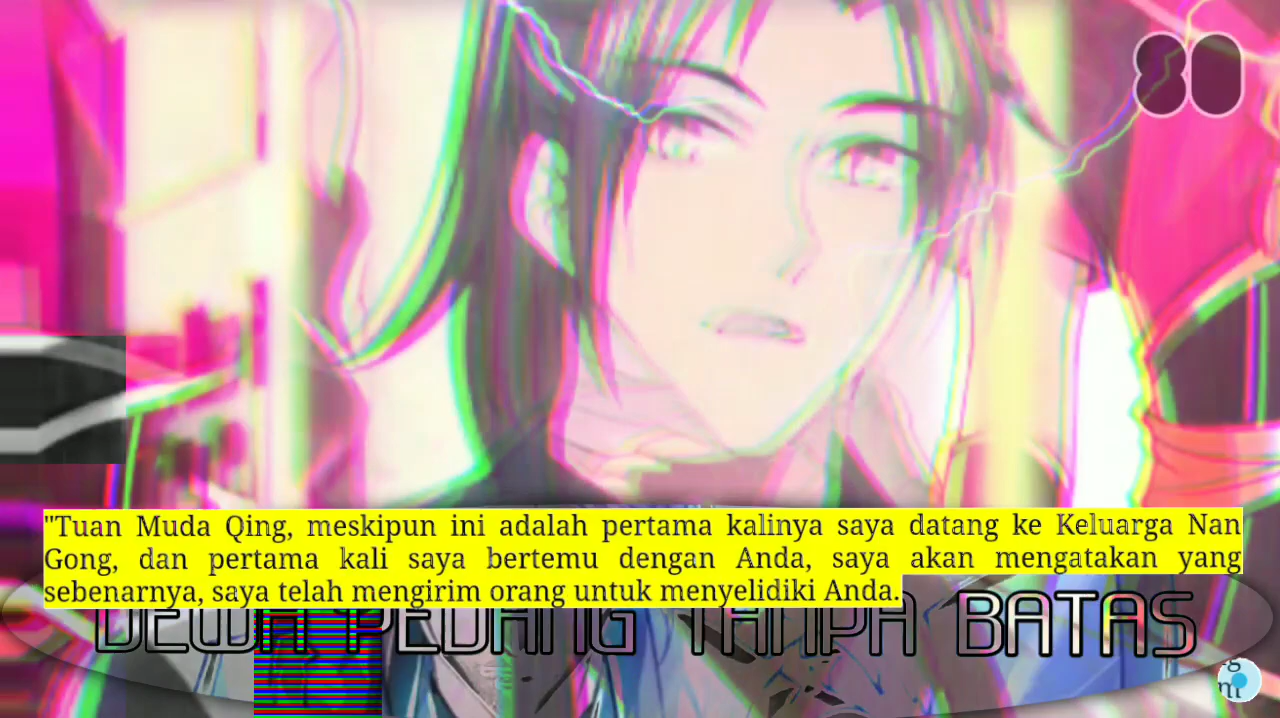 80
"Tuan Muda Qing, meskipun ini adalah pertama kalinya saya datang ke Keluarga Nan
Gong, dan pertama kali saya bertemu dengan Anda, saya akan mengatakan yang
sebenarnya, saya telah mengirim orang untuk menyelidiki Anda.
DEWA PEDANG TANPA BATAS